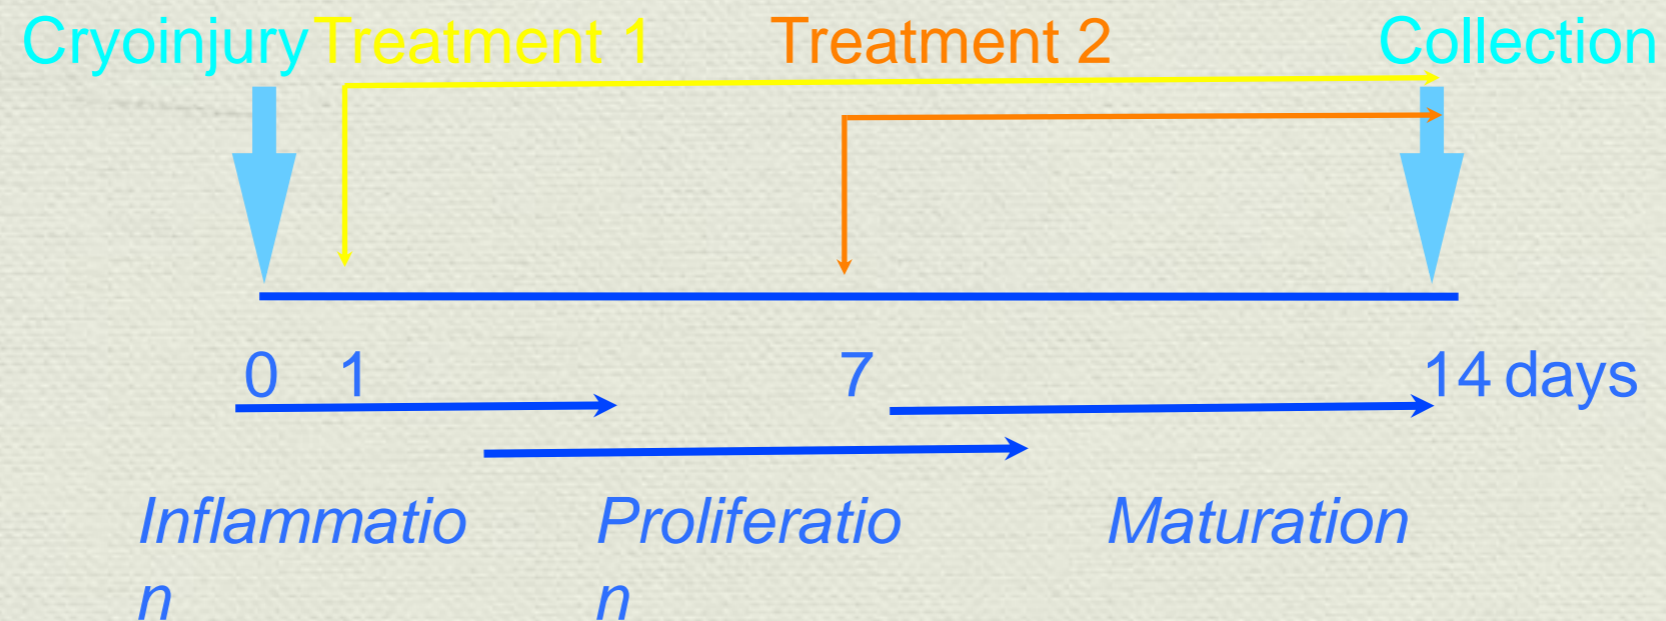 Cryoinjury Treatment 1 Treatment 2 Collection
0 1 7 14 days
Inflammatio Proliferatio Maturation
n n